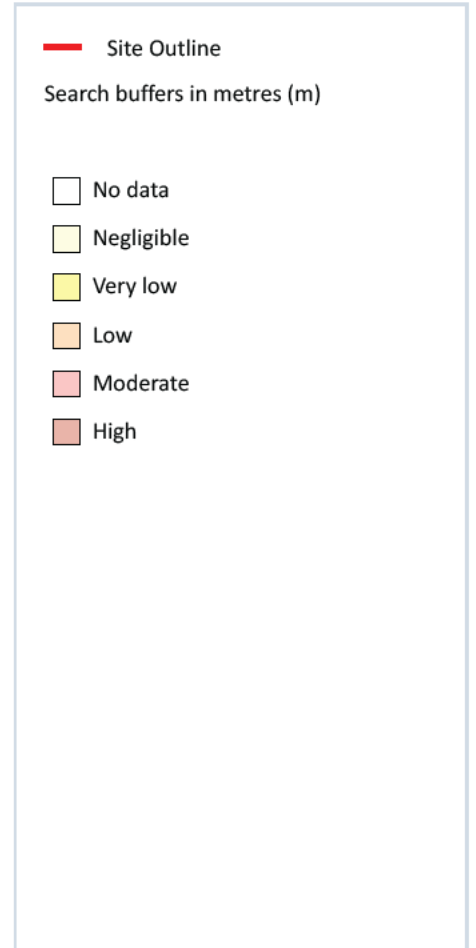 Site Outline
Search buffers in metres (m)
No data
Negligible
Very low
Low
Moderate
High